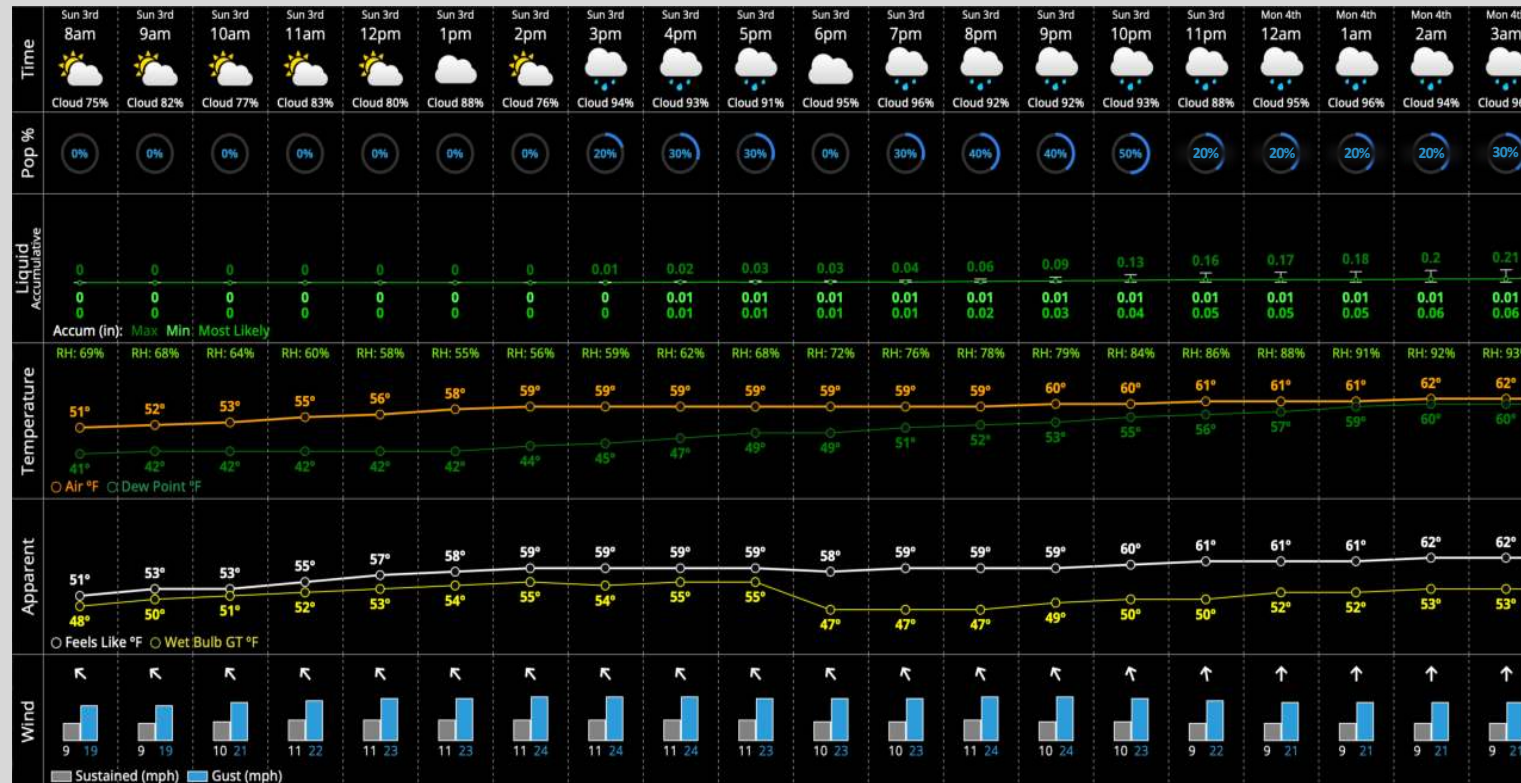 Time
Sun 3rd Sun 3rd Sun 3rd Sun 3rd Sun 3rd Sun 3rd Sun 3rd Sun 3rd Sun 3rd Sun 3rd Sun 3rd Sun 3rd Sun 3rd Sun 3rd Sun 3rd Sun 3rd Mon 4th Mon 4th Mon 4th Mon 4t
8am 9am 10am 11am 12pm 1pm 2pm 3pm 4pm 5pm 6pm 7pm 8pm 9pm 10pm 11pm 12am 1am 2am 3am
Cloud 75% Cloud 82% Cloud 77% Cloud 83% Cloud 80% Cloud 88% Cloud 76% Cloud 94% Cloud 93% Cloud 91% Cloud 95% Cloud 96% Cloud 92% Cloud 92% Cloud 93% Cloud 88% Cloud 95% Cloud 96% Cloud 94% Cloud 96
Pop %
0% 0% 0% 0% 0% 0% 0% 20% 30% 30% 0% 30% 40% 40% 50% 20% 20% 20% 20% 30%
Liquid
Accumulative
0 0 0 0 0 0 0 0.01 0.02 0.03 0.03 0.04 0.06 0.09 0.13 0.16 0.17 0.18 0.2 0.21
0 0 0 0 0 0 0 0 0.01 0.01 0.01 0.01 0.01 0.01 0.01 0.01 0.01 0.01 0.01 0.01
0 0 0 0 0 0 0 0 0.01 0.01 0.01 0.01 0.02 0.03 0.04 0.05 0.05 0.05 0.06 0.06
Accum (in): Max Min Most Likely
Temperature
RH: 69% RH: 68% RH: 64% RH: 60% RH: 58% RH: 55% RH: 56% RH: 59% RH: 62% RH: 68% RH: 72% RH: 76% RH: 78% RH: 79% RH: 84% RH: 86% RH: 88% RH: 91% RH: 92% RH: 93
51° 52° 53° 55° 56° 58° 59° 59° 59° 59° 59° 59° 59° 60° 60° 61° 61° 61° 62° 62°
41° 42° 42° 42° 42° 42° 44° 45° 47° 49° 49° 51° 52° 53° 55° 56° 57° 59° 60° 60°
Air °F Dew Point °F
Apparent
51° 53° 53° 55° 57° 58° 59° 59° 59° 59° 58° 59° 59° 59° 60° 61° 61° 61° 62° 62°
48° 50° 51° 52° 53° 54° 55° 54° 55° 55° 47° 47° 47° 49° 50° 50° 52° 52° 53° 53°
Feels Like °F Wet Bulb GT °F
Wind
9 19 9 19 10 21 11 22 11 23 11 23 11 24 11 24 11 24 11 23 10 23 10 23 11 24 10 24 10 23 9 22 9 21 9 21 9 21 9 21
Sustained (mph) Gust (mph)